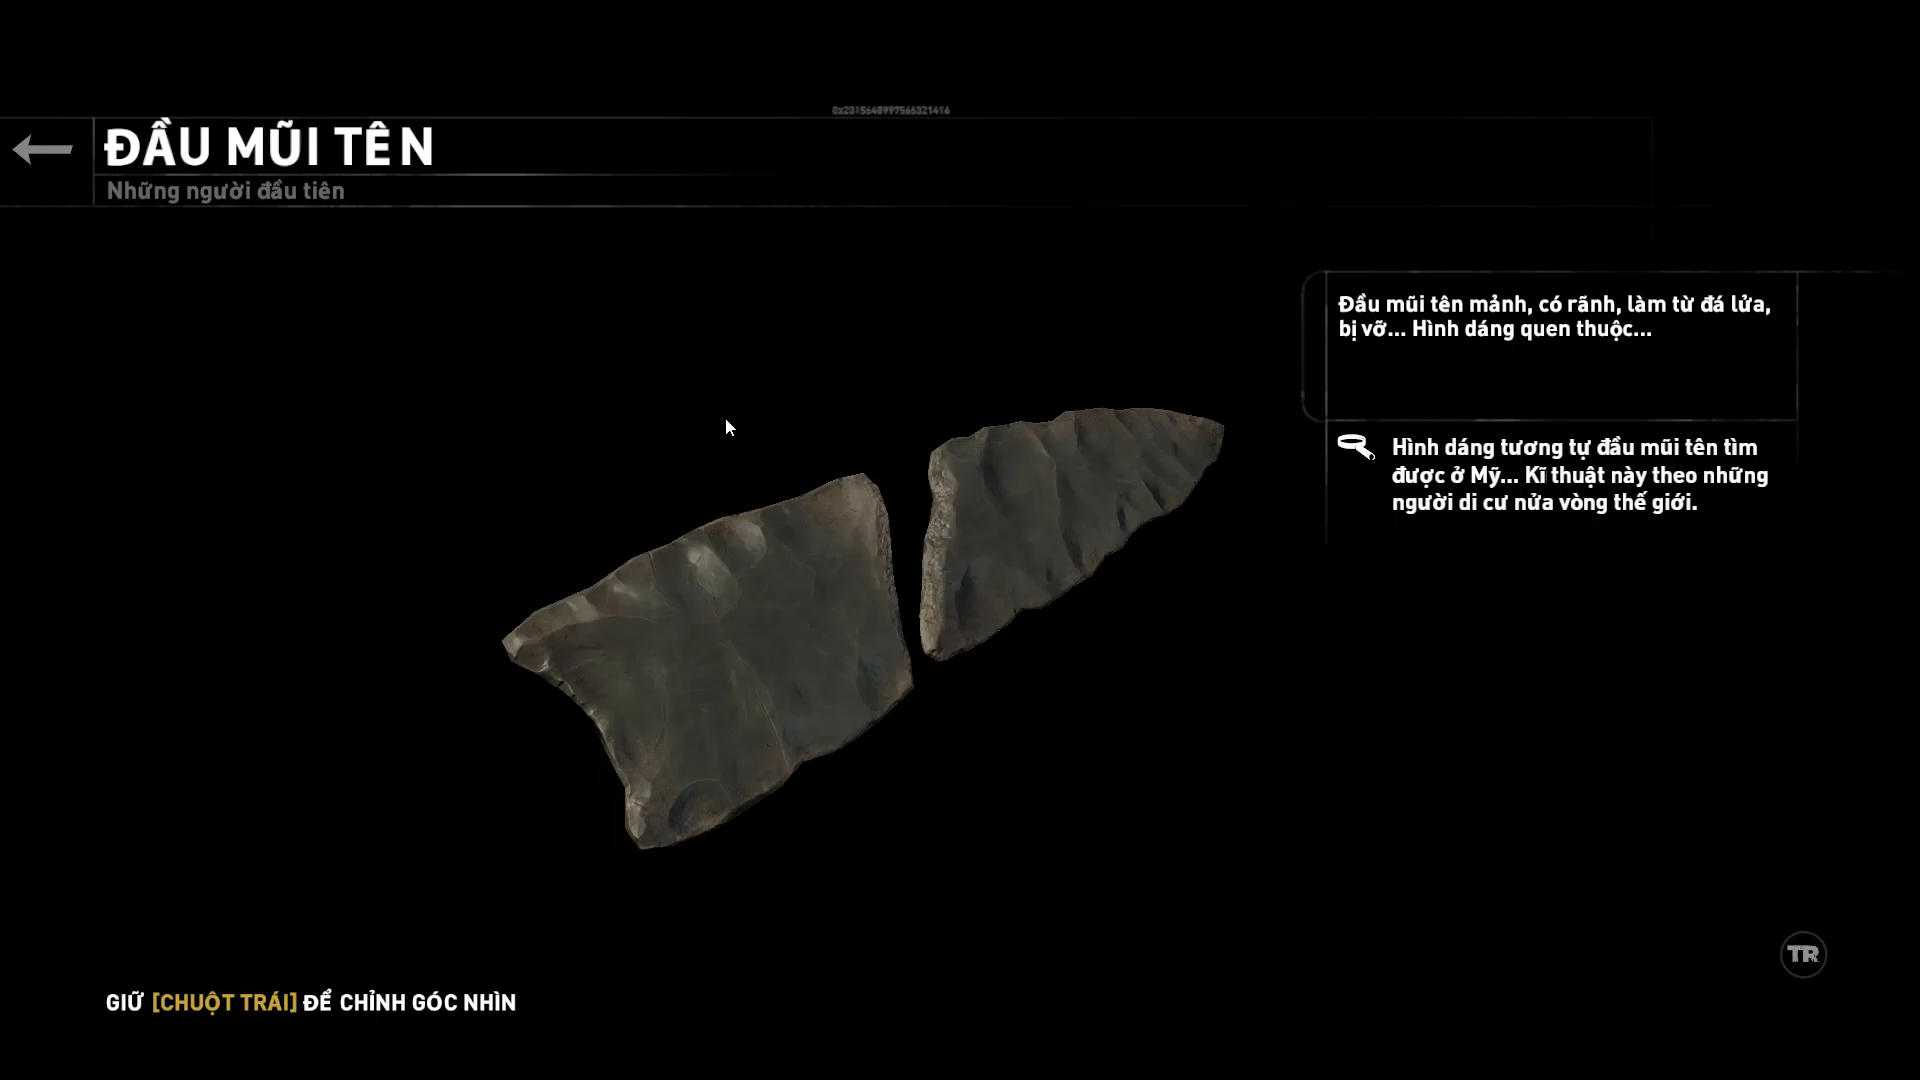 0x2315648997566321416
ĐẦU MŨI TÊN
Những người đầu tiên
Đầu mũi tên mảnh, có rãnh, làm từ đá lửa,
bị vỡ... Hình dáng quen thuộc...
Hình dáng tương tự đầu mũi tên tìm
được ở Mỹ... Kĩ thuật này theo những
người di cư nửa vòng thế giới.
TR
GIỮ [CHUỘT TRÁI] ĐỂ CHỈNH GÓC NHÌN